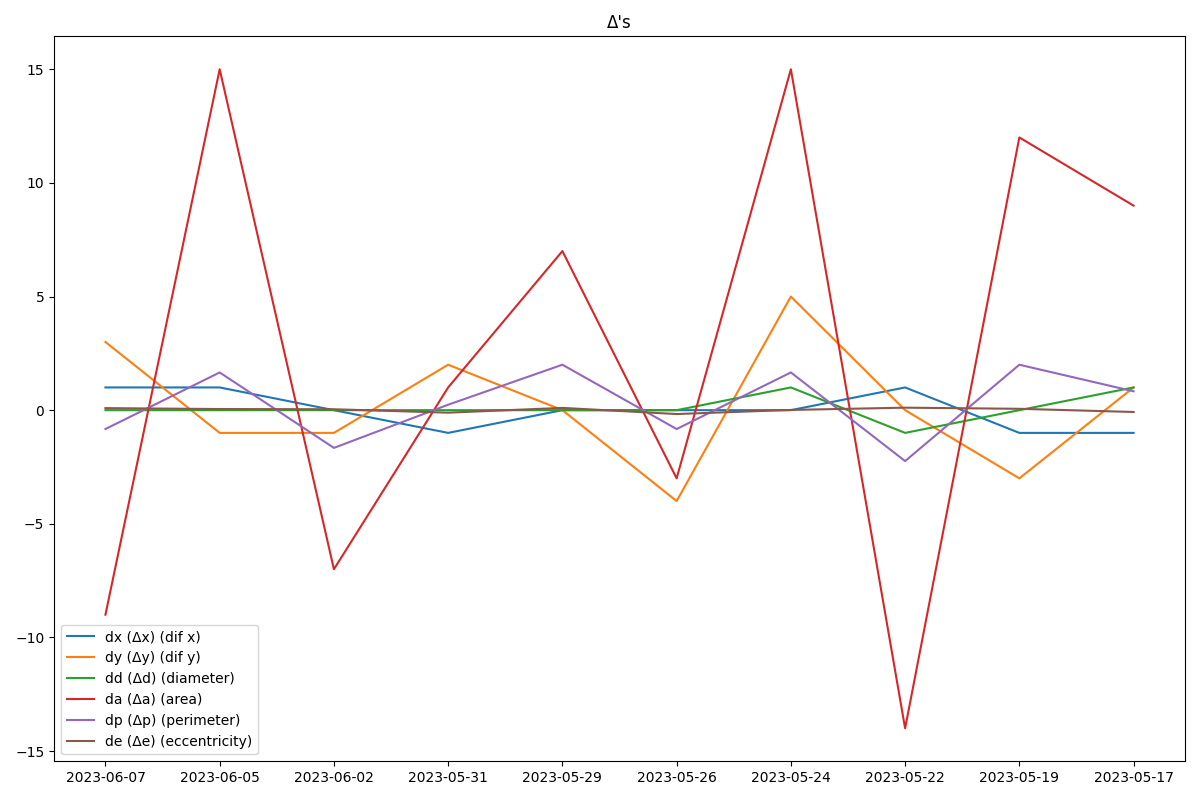 Δ's
15
10
5
0
−5
−10
−15
dx (Δx) (dif x)
dy (Δy) (dif y)
dd (Δd) (diameter)
da (Δa) (area)
dp (Δp) (perimeter)
de (Δe) (eccentricity)
2023-06-07 2023-06-05 2023-06-02 2023-05-31 2023-05-29 2023-05-26 2023-05-24 2023-05-22 2023-05-19 2023-05-17